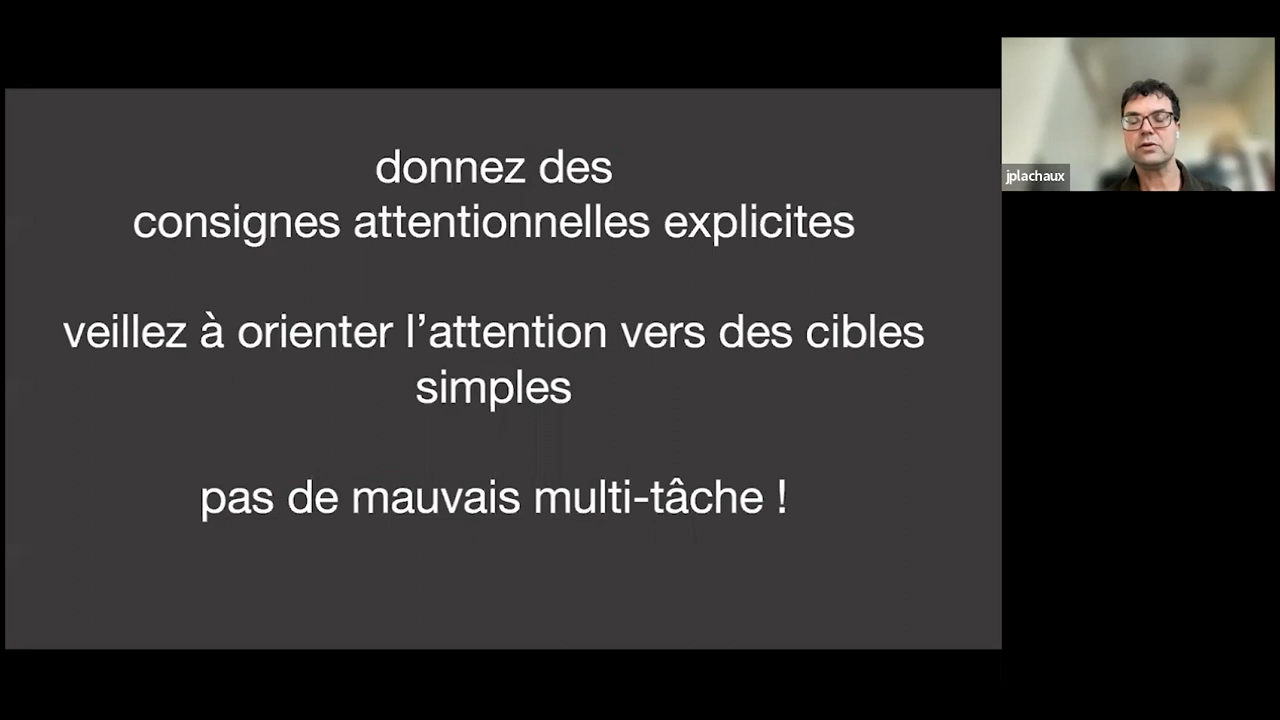 donnez des
consignes attentionnelles explicites
veillez à orienter l’attention vers des cibles
simples
pas de mauvais multi-tâche !
jplachaux